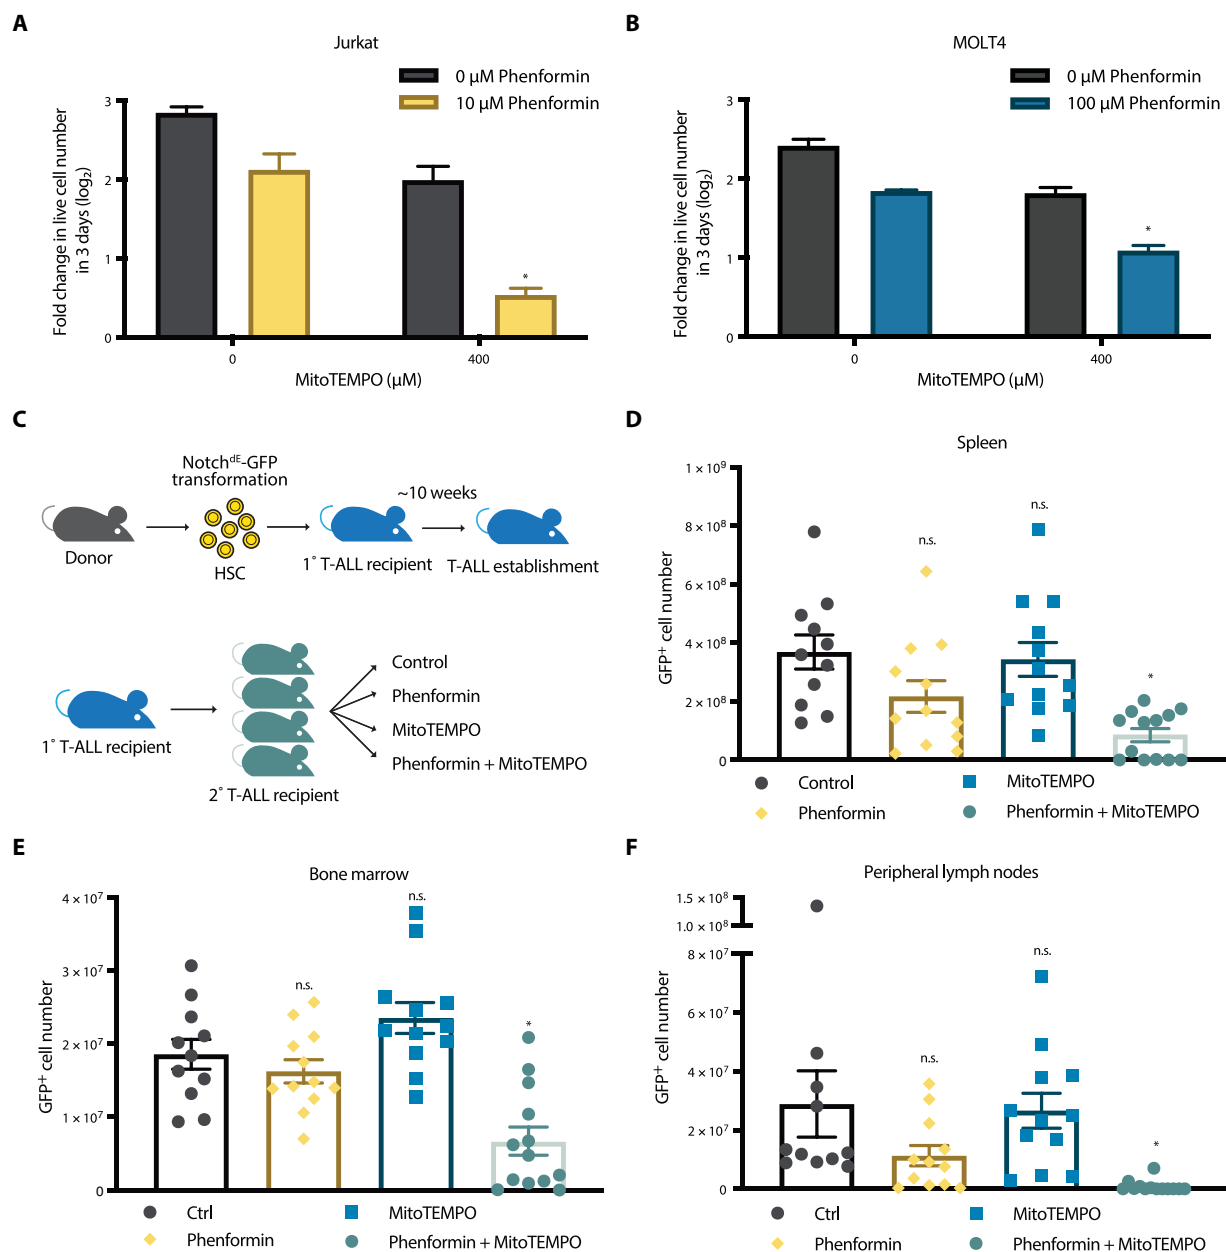 A
Jurkat
0 µM Phenformin
10 µM Phenformin
Fold change in live cell number
in 3 days (log₂)
3
2
1
0
*
0
400
MitoTEMPO (µM)
B
MOLT4
0 µM Phenformin
100 µM Phenformin
Fold change in live cell number
in 3 days (log₂)
3
2
1
0
*
0
400
MitoTEMPO (µM)
C
Notchᵈᴱ-GFP
transformation
~10 weeks
Donor
HSC
1° T-ALL recipient
T-ALL establishment
Control
Phenformin
MitoTEMPO
Phenformin + MitoTEMPO
1° T-ALL recipient
2° T-ALL recipient
D
Spleen
GFP⁺ cell number
1 × 10⁹
8 × 10⁸
6 × 10⁸
4 × 10⁸
2 × 10⁸
0
n.s.
n.s.
*
Control
MitoTEMPO
Phenformin
Phenformin + MitoTEMPO
E
Bone marrow
GFP⁺ cell number
4 × 10⁷
3 × 10⁷
2 × 10⁷
1 × 10⁷
0
n.s.
n.s.
*
Ctrl
MitoTEMPO
Phenformin
Phenformin + MitoTEMPO
F
Peripheral lymph nodes
GFP⁺ cell number
1.5 × 10⁸
1.0 × 10⁸
8 × 10⁷
6 × 10⁷
4 × 10⁷
2 × 10⁷
0
n.s.
n.s.
*
Ctrl
MitoTEMPO
Phenformin
Phenformin + MitoTEMPO